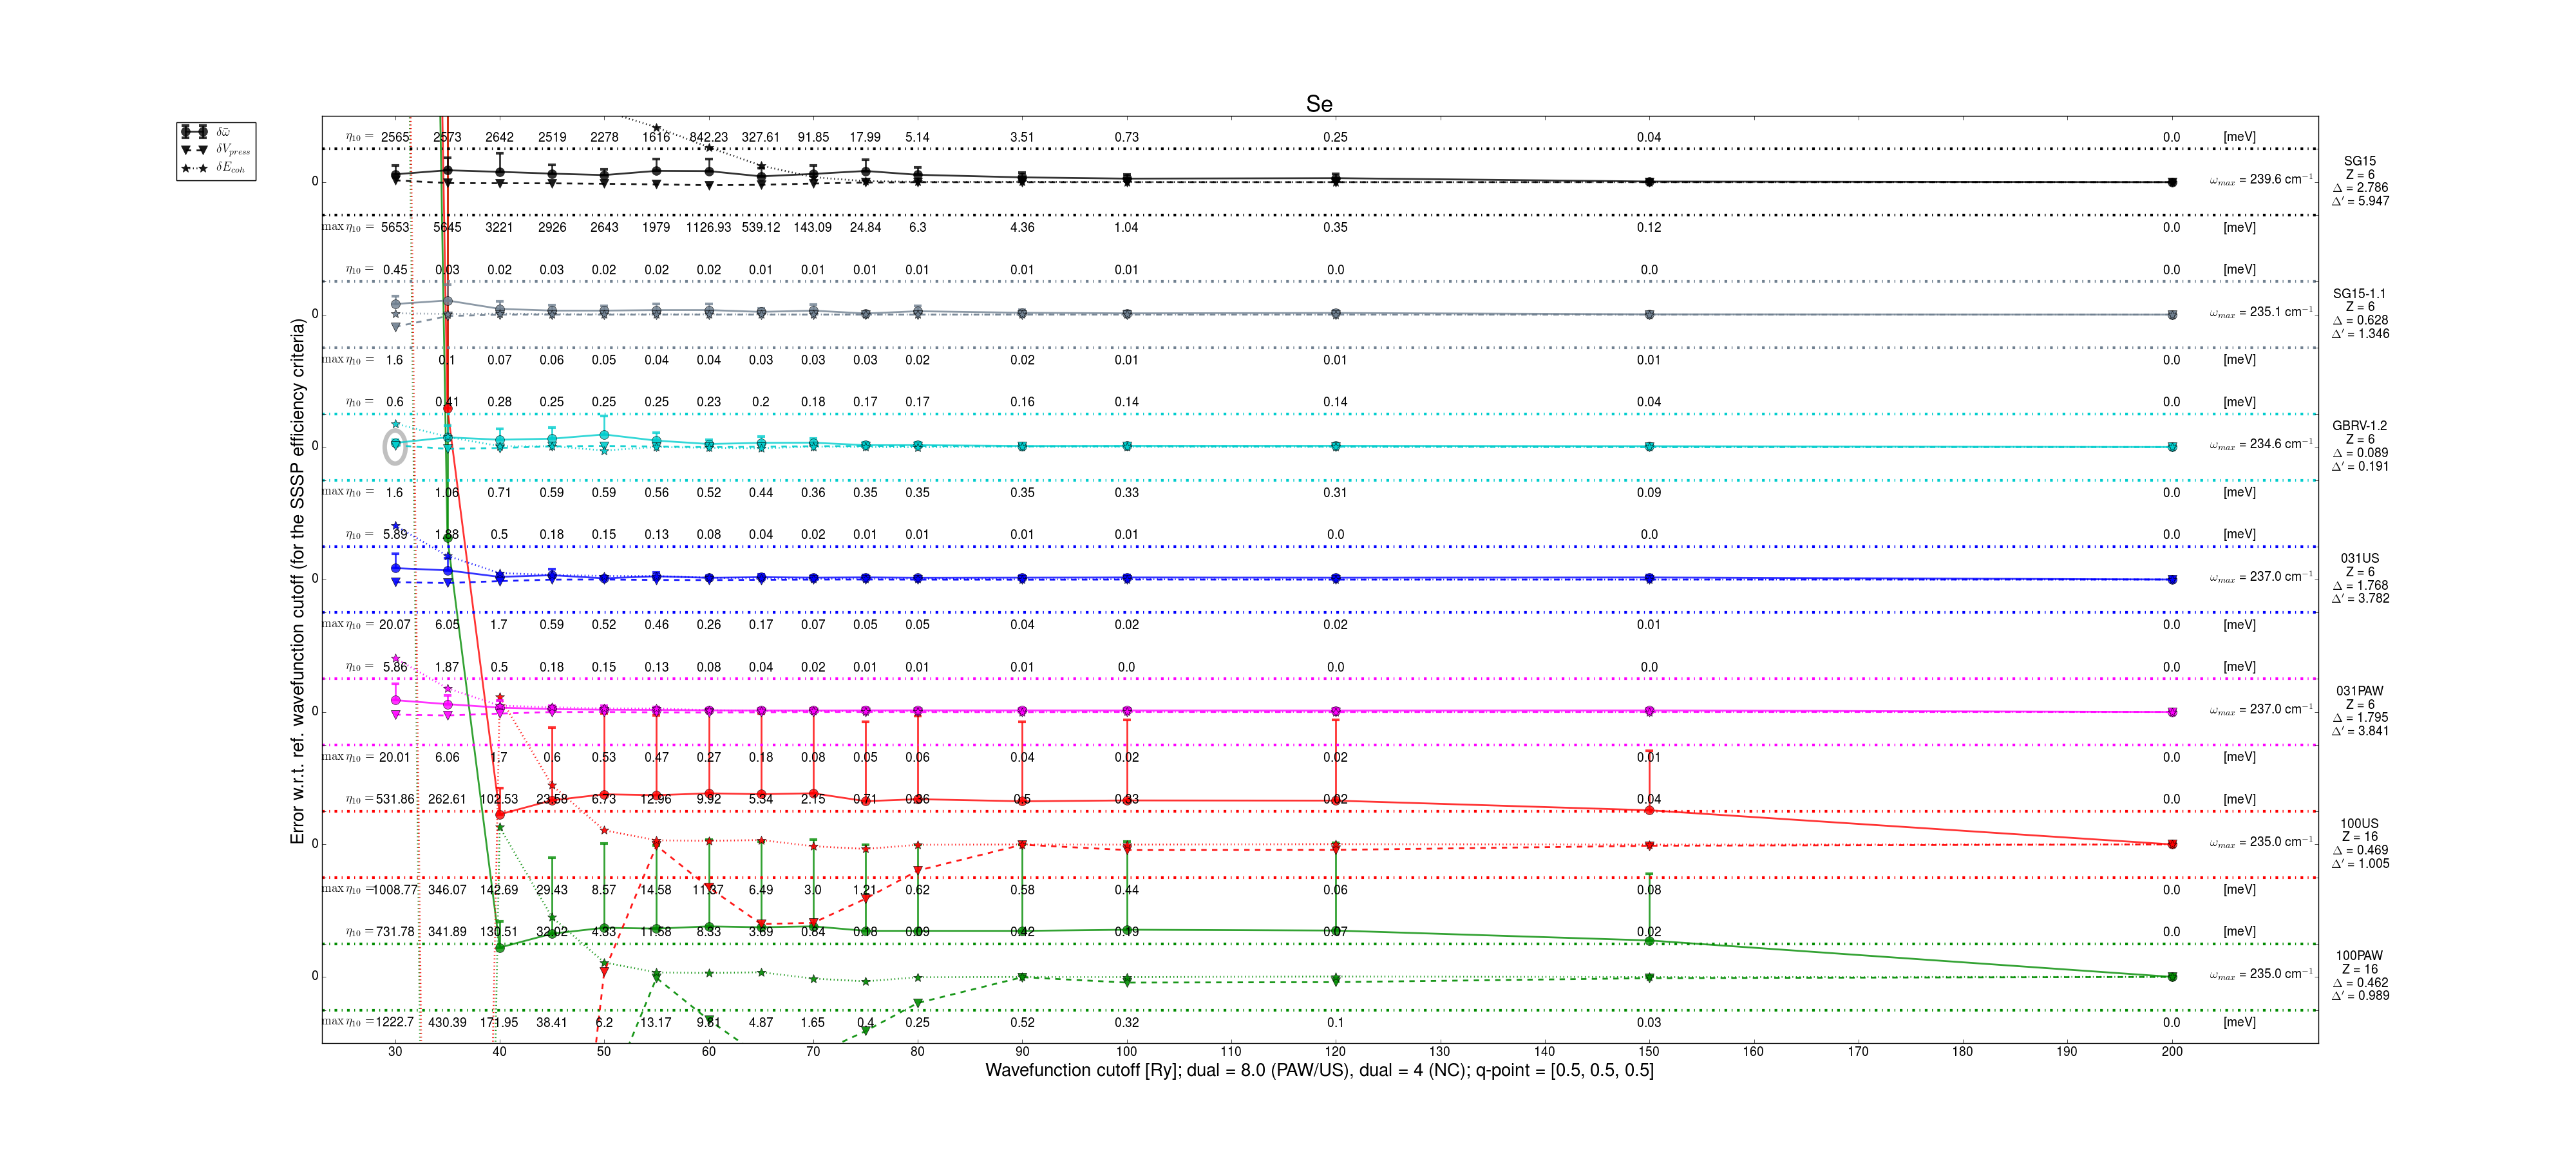 Se
δω̄
δV_press
δE_coh
Error w.r.t. ref. wavefunction cutoff (for the SSSP efficiency criteria)
η₁₀ = 2565 2573 2642 2519 2278 1616 842.23 327.61 91.85 17.99 5.14 3.51 0.73 0.25 0.04 0.0 [meV]
0 ω_max = 239.6 cm⁻¹
SG15
Z = 6
Δ = 2.786
Δ′ = 5.947
max η₁₀ = 5653 5645 3221 2926 2643 1979 1126.93 539.12 143.09 24.84 6.3 4.36 1.04 0.35 0.12 0.0 [meV]
η₁₀ = 0.45 0.03 0.02 0.03 0.02 0.02 0.02 0.01 0.01 0.01 0.01 0.01 0.01 0.0 0.0 0.0 [meV]
0 ω_max = 235.1 cm⁻¹
SG15-1.1
Z = 6
Δ = 0.628
Δ′ = 1.346
max η₁₀ = 1.6 0.1 0.07 0.06 0.05 0.04 0.04 0.03 0.03 0.03 0.02 0.02 0.01 0.01 0.01 0.0 [meV]
η₁₀ = 0.6 0.41 0.28 0.25 0.25 0.25 0.23 0.2 0.18 0.17 0.17 0.16 0.14 0.14 0.04 0.0 [meV]
0 ω_max = 234.6 cm⁻¹
GBRV-1.2
Z = 6
Δ = 0.089
Δ′ = 0.191
max η₁₀ = 1.6 1.06 0.71 0.59 0.59 0.56 0.52 0.44 0.36 0.35 0.35 0.35 0.33 0.31 0.09 0.0 [meV]
η₁₀ = 5.89 1.88 0.5 0.18 0.15 0.13 0.08 0.04 0.02 0.01 0.01 0.01 0.01 0.0 0.0 0.0 [meV]
0 ω_max = 237.0 cm⁻¹
031US
Z = 6
Δ = 1.768
Δ′ = 3.782
max η₁₀ = 20.07 6.05 1.7 0.59 0.52 0.46 0.26 0.17 0.07 0.05 0.05 0.04 0.02 0.02 0.01 0.0 [meV]
η₁₀ = 5.86 1.87 0.5 0.18 0.15 0.13 0.08 0.04 0.02 0.01 0.01 0.01 0.0 0.0 0.0 0.0 [meV]
0 ω_max = 237.0 cm⁻¹
031PAW
Z = 6
Δ = 1.795
Δ′ = 3.841
max η₁₀ = 20.01 6.06 1.7 0.6 0.53 0.47 0.27 0.18 0.08 0.05 0.06 0.04 0.02 0.02 0.01 0.0 [meV]
η₁₀ = 531.86 262.61 102.53 23.58 6.73 12.96 9.92 5.34 2.15 0.71 0.36 0.5 0.33 0.02 0.04 0.0 [meV]
0 ω_max = 235.0 cm⁻¹
100US
Z = 16
Δ = 0.469
Δ′ = 1.005
max η₁₀ = 1008.77 346.07 142.69 29.43 8.57 14.58 11.37 6.49 3.0 1.21 0.62 0.58 0.44 0.06 0.08 0.0 [meV]
η₁₀ = 731.78 341.89 130.51 32.02 4.33 11.58 8.33 3.69 0.84 0.18 0.09 0.42 0.19 0.07 0.02 0.0 [meV]
0 ω_max = 235.0 cm⁻¹
100PAW
Z = 16
Δ = 0.462
Δ′ = 0.989
max η₁₀ = 1222.7 430.39 171.95 38.41 6.2 13.17 9.81 4.87 1.65 0.4 0.25 0.52 0.32 0.1 0.03 0.0 [meV]
30 40 50 60 70 80 90 100 110 120 130 140 150 160 170 180 190 200
Wavefunction cutoff [Ry]; dual = 8.0 (PAW/US), dual = 4 (NC); q-point = [0.5, 0.5, 0.5]